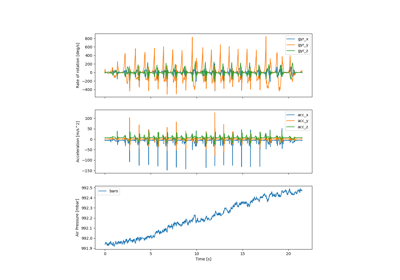 800
600
400
200
0
−200
−400
Rate of rotation [deg/s]
gyr_x
gyr_y
gyr_z
100
50
0
−50
−100
−150
Acceleration [m/s^2]
acc_x
acc_y
acc_z
992.5
992.4
992.3
992.2
992.1
992.0
991.9
Air Pressure [mbar]
baro
0
5
10
15
20
Time [s]